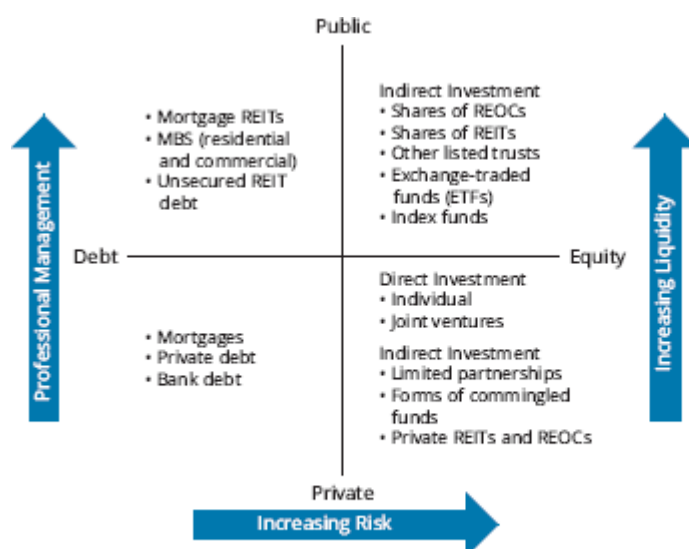 Public
• Mortgage REITs
• MBS (residential
and commercial)
• Unsecured REIT
debt
Indirect Investment
• Shares of REOCs
• Shares of REITs
• Other listed trusts
• Exchange-traded
funds (ETFs)
• Index funds
Professional Management
Debt
Equity
Increasing Liquidity
• Mortgages
• Private debt
• Bank debt
Direct Investment
• Individual
• Joint ventures
Indirect Investment
• Limited partnerships
• Forms of commingled
funds
• Private REITs and REOCs
Private
Increasing Risk